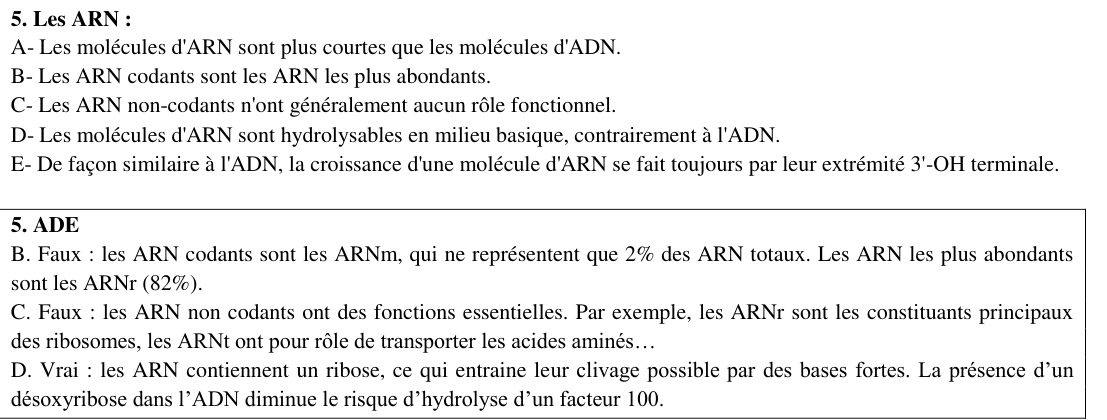 5. Les ARN :
A- Les molécules d'ARN sont plus courtes que les molécules d'ADN.
B- Les ARN codants sont les ARN les plus abondants.
C- Les ARN non-codants n'ont généralement aucun rôle fonctionnel.
D- Les molécules d'ARN sont hydrolysables en milieu basique, contrairement à l'ADN.
E- De façon similaire à l'ADN, la croissance d'une molécule d'ARN se fait toujours par leur extrémité 3'-OH terminale.
5. ADE
B. Faux : les ARN codants sont les ARNm, qui ne représentent que 2% des ARN totaux. Les ARN les plus abondants
sont les ARNr (82%).
C. Faux : les ARN non codants ont des fonctions essentielles. Par exemple, les ARNr sont les constituants principaux
des ribosomes, les ARNt ont pour rôle de transporter les acides aminés…
D. Vrai : les ARN contiennent un ribose, ce qui entraine leur clivage possible par des bases fortes. La présence d’un
désoxyribose dans l’ADN diminue le risque d’hydrolyse d’un facteur 100.